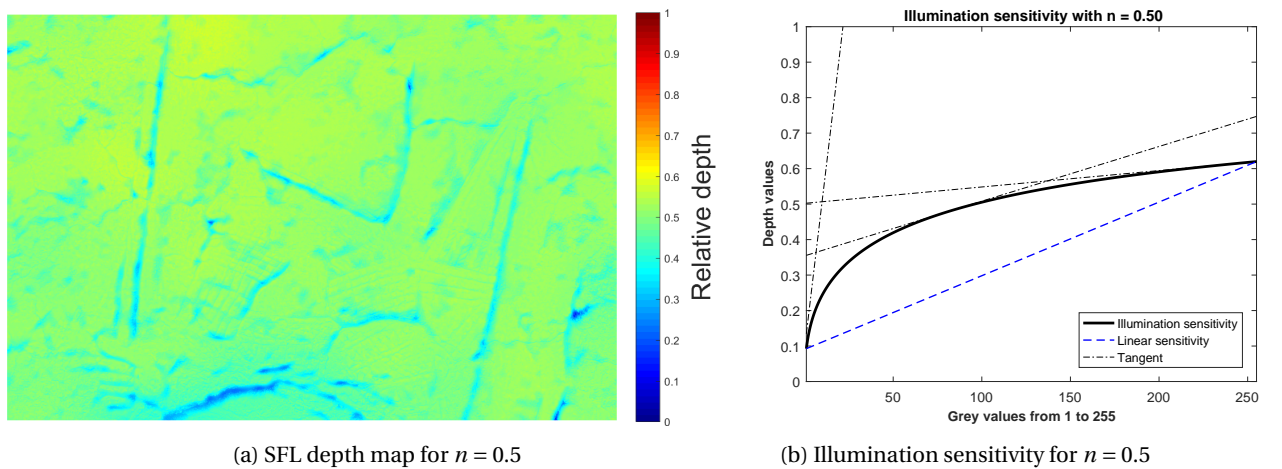 1
0.9
0.8
0.7
0.6
0.5
0.4
0.3
0.2
0.1
0
Relative depth
(a) SFL depth map for n = 0.5
Illumination sensitivity with n = 0.50
1
0.9
0.8
0.7
0.6
0.5
0.4
0.3
0.2
0.1
0
Depth values
50 100 150 200 250
Grey values from 1 to 255
Illumination sensitivity
Linear sensitivity
Tangent
(b) Illumination sensitivity for n = 0.5